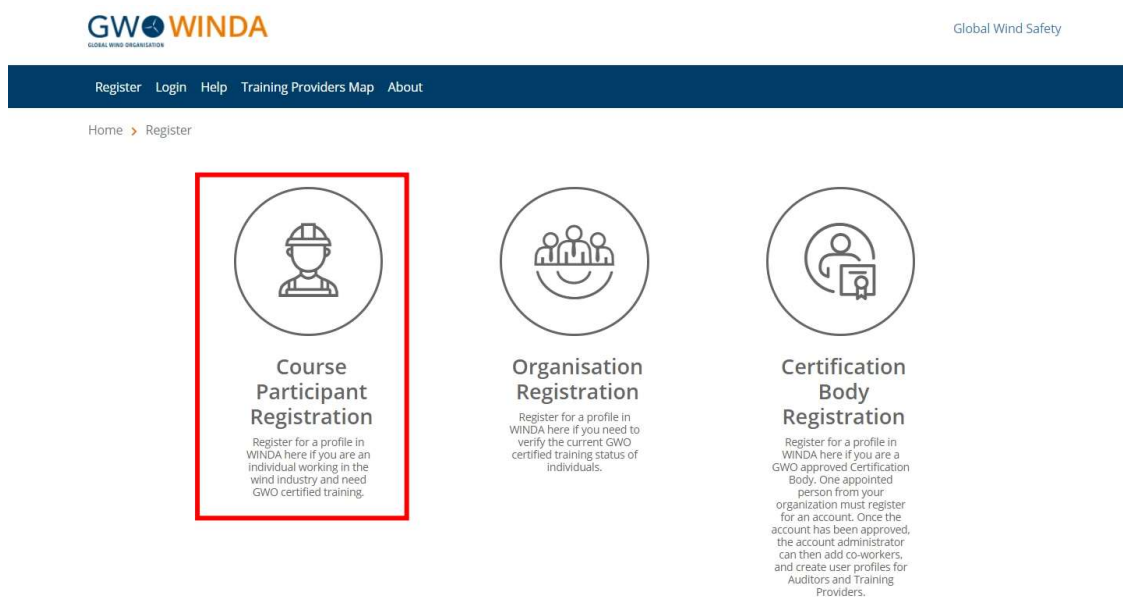 GWO WINDA
GLOBAL WIND ORGANISATION
Global Wind Safety
Register Login Help Training Providers Map About
Home > Register
Course
Participant
Registration
Register for a profile in
WINDA here if you are an
individual working in the
wind industry and need
GWO certified training.
Organisation
Registration
Register for a profile in
WINDA here if you need to
verify the current GWO
certified training status of
individuals.
Certification
Body
Registration
Register for a profile in
WINDA here if you are a
GWO approved Certification
Body. One appointed
person from your
organization must register
for an account. Once the
account has been approved,
the account administrator
can then add co-workers,
and create user profiles for
Auditors and Training
Providers.